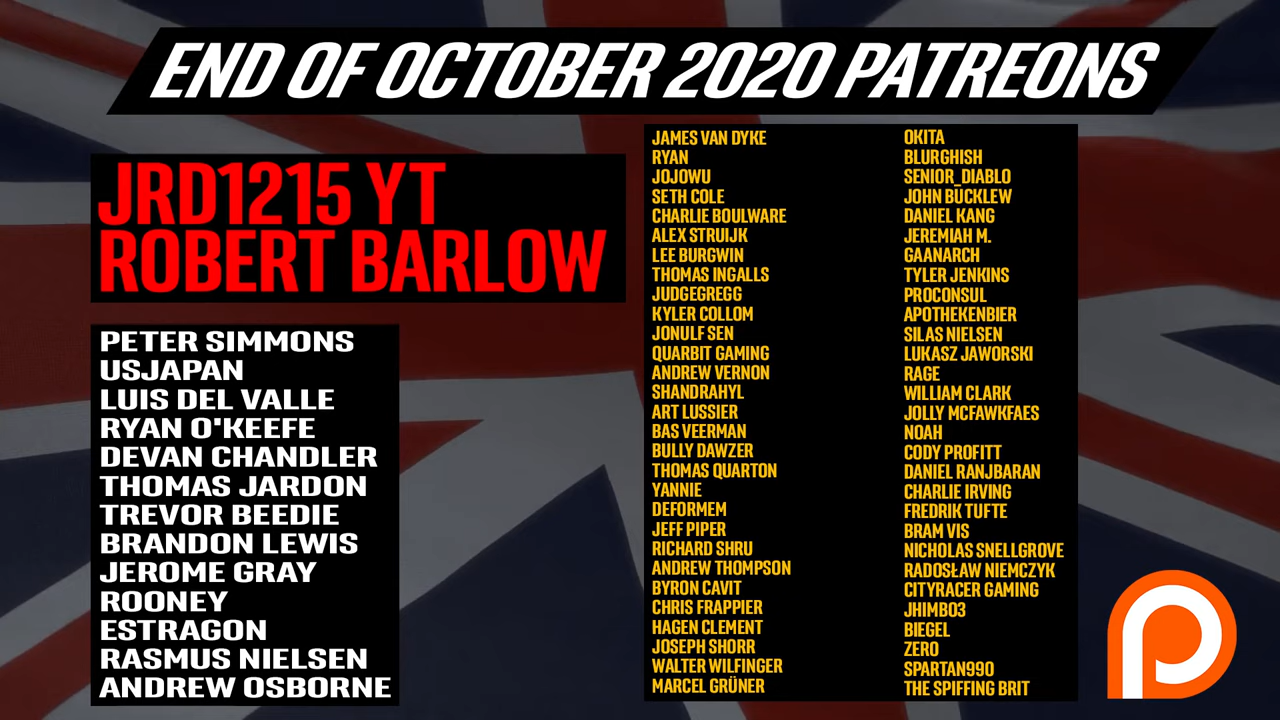 END OF OCTOBER 2020 PATREONS
JRD1215 YT
ROBERT BARLOW
PETER SIMMONS
USJAPAN
LUIS DEL VALLE
RYAN O'KEEFE
DEVAN CHANDLER
THOMAS JARDON
TREVOR BEEDIE
BRANDON LEWIS
JEROME GRAY
ROONEY
ESTRAGON
RASMUS NIELSEN
ANDREW OSBORNE
JAMES VAN DYKE
RYAN
JOJOWU
SETH COLE
CHARLIE BOULWARE
ALEX STRUIJK
LEE BURGWIN
THOMAS INGALLS
JUDGEGREGG
KYLER COLLOM
JONULF SEN
QUARBIT GAMING
ANDREW VERNON
SHANDRAHYL
ART LUSSIER
BAS VEERMAN
BULLY DAWZER
THOMAS QUARTON
YANNIE
DEFORMEM
JEFF PIPER
RICHARD SHRU
ANDREW THOMPSON
BYRON CAVIT
CHRIS FRAPPIER
HAGEN CLEMENT
JOSEPH SHORR
WALTER WILFINGER
MARCEL GRÜNER
OKITA
BLURGHISH
SENIOR_DIABLO
JOHN BÜCKLEW
DANIEL KANG
JEREMIAH M.
GAANARCH
TYLER JENKINS
PROCONSUL
APOTHEKENBIER
SILAS NIELSEN
LUKASZ JAWORSKI
RAGE
WILLIAM CLARK
JOLLY MCFAWKFAES
NOAH
CODY PROFITT
DANIEL RANJBARAN
CHARLIE IRVING
FREDRIK TUFTE
BRAM VIS
NICHOLAS SNELLGROVE
RADOSŁAW NIEMCZYK
CITYRACER GAMING
JHIMBO3
BIEGEL
ZERO
SPARTAN990
THE SPIFFING BRIT